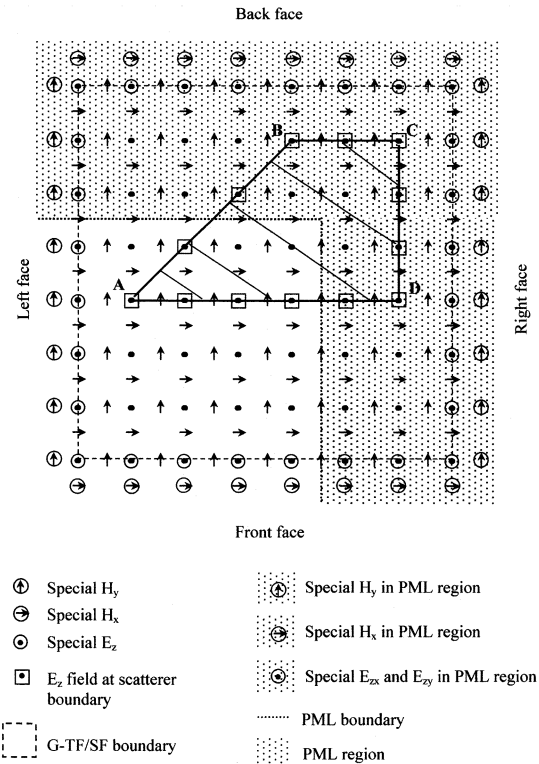 Back face
B
C
A
D
Left face
Right face
Front face
Special H_y
Special H_x
Special E_z
E_z field at scatterer
boundary
G-TF/SF boundary
Special H_y in PML region
Special H_x in PML region
Special E_zx and E_zy in PML region
PML boundary
PML region